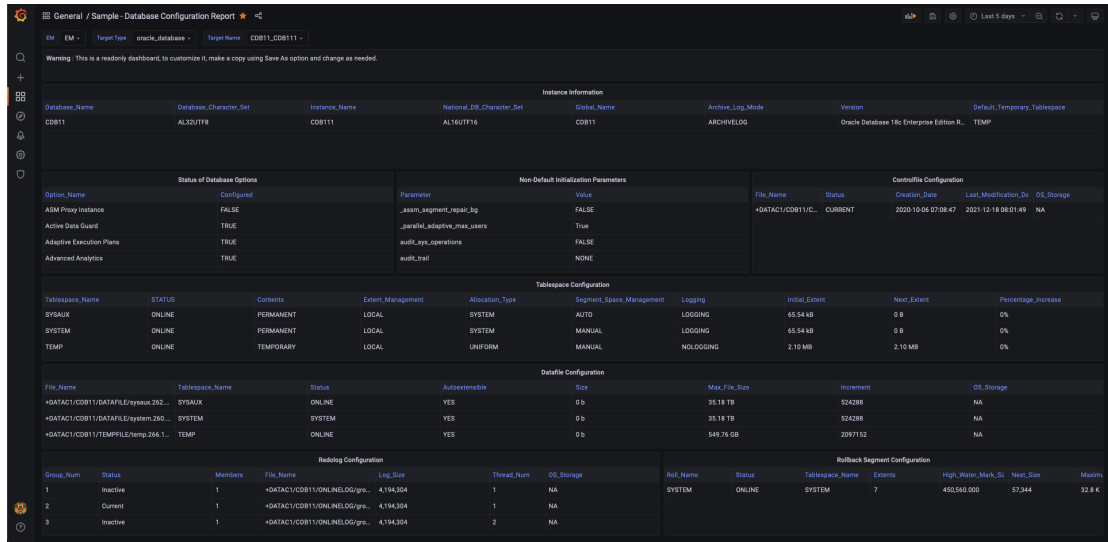 General / Sample - Database Configuration Report
Last 5 days
EM EM Target Type oracle_database Target Name CDB11_CDB111
Warning : This is a readonly dashboard, to customize it, make a copy using Save As option and change as needed.
Instance Information
Database_Name Database_Character_Set Instance_Name National_DB_Character_Set Global_Name Archive_Log_Mode Version Default_Temporary_Tablespace
CDB11 AL32UTF8 CDB111 AL16UTF16 CDB11 ARCHIVELOG Oracle Database 18c Enterprise Edition R... TEMP
Status of Database Options
Option_Name Configured
ASM Proxy Instance FALSE
Active Data Guard TRUE
Adaptive Execution Plans TRUE
Advanced Analytics TRUE
Non-Default Initialization Parameters
Parameter Value
_assm_segment_repair_bg FALSE
_parallel_adaptive_max_users True
audit_sys_operations FALSE
audit_trail NONE
Controlfile Configuration
File_Name Status Creation_Date Last_Modification_Da OS_Storage
+DATAC1/CDB11/C... CURRENT 2020-10-06 07:08:47 2021-12-18 08:01:49 NA
Tablespace Configuration
Tablespace_Name STATUS Contents Extent_Management Allocation_Type Segment_Space_Management Logging Initial_Extent Next_Extent Percentage_Increase
SYSAUX ONLINE PERMANENT LOCAL SYSTEM AUTO LOGGING 65.54 kB 0 B 0%
SYSTEM ONLINE PERMANENT LOCAL SYSTEM MANUAL LOGGING 65.54 kB 0 B 0%
TEMP ONLINE TEMPORARY LOCAL UNIFORM MANUAL NOLOGGING 2.10 MB 2.10 MB 0%
Datafile Configuration
File_Name Tablespace_Name Status Autoextensible Size Max_File_Size Increment OS_Storage
+DATAC1/CDB11/DATAFILE/sysaux.262... SYSAUX ONLINE YES 0 b 35.18 TB 524288 NA
+DATAC1/CDB11/DATAFILE/system.260... SYSTEM SYSTEM YES 0 b 35.18 TB 524288 NA
+DATAC1/CDB11/TEMPFILE/temp.266.1... TEMP ONLINE YES 0 b 549.76 GB 2097152 NA
Redolog Configuration
Group_Num Status Members File_Name Log_Size Thread_Num OS_Storage
1 Inactive 1 +DATAC1/CDB11/ONLINELOG/gro... 4,194,304 1 NA
2 Current 1 +DATAC1/CDB11/ONLINELOG/gro... 4,194,304 1 NA
3 Inactive 1 +DATAC1/CDB11/ONLINELOG/gro... 4,194,304 2 NA
Rollback Segment Configuration
Roll_Name Status Tablespace_Name Extents High_Water_Mark_Si Next_Size Maximu
SYSTEM ONLINE SYSTEM 7 450,560.000 57,344 32.8 K